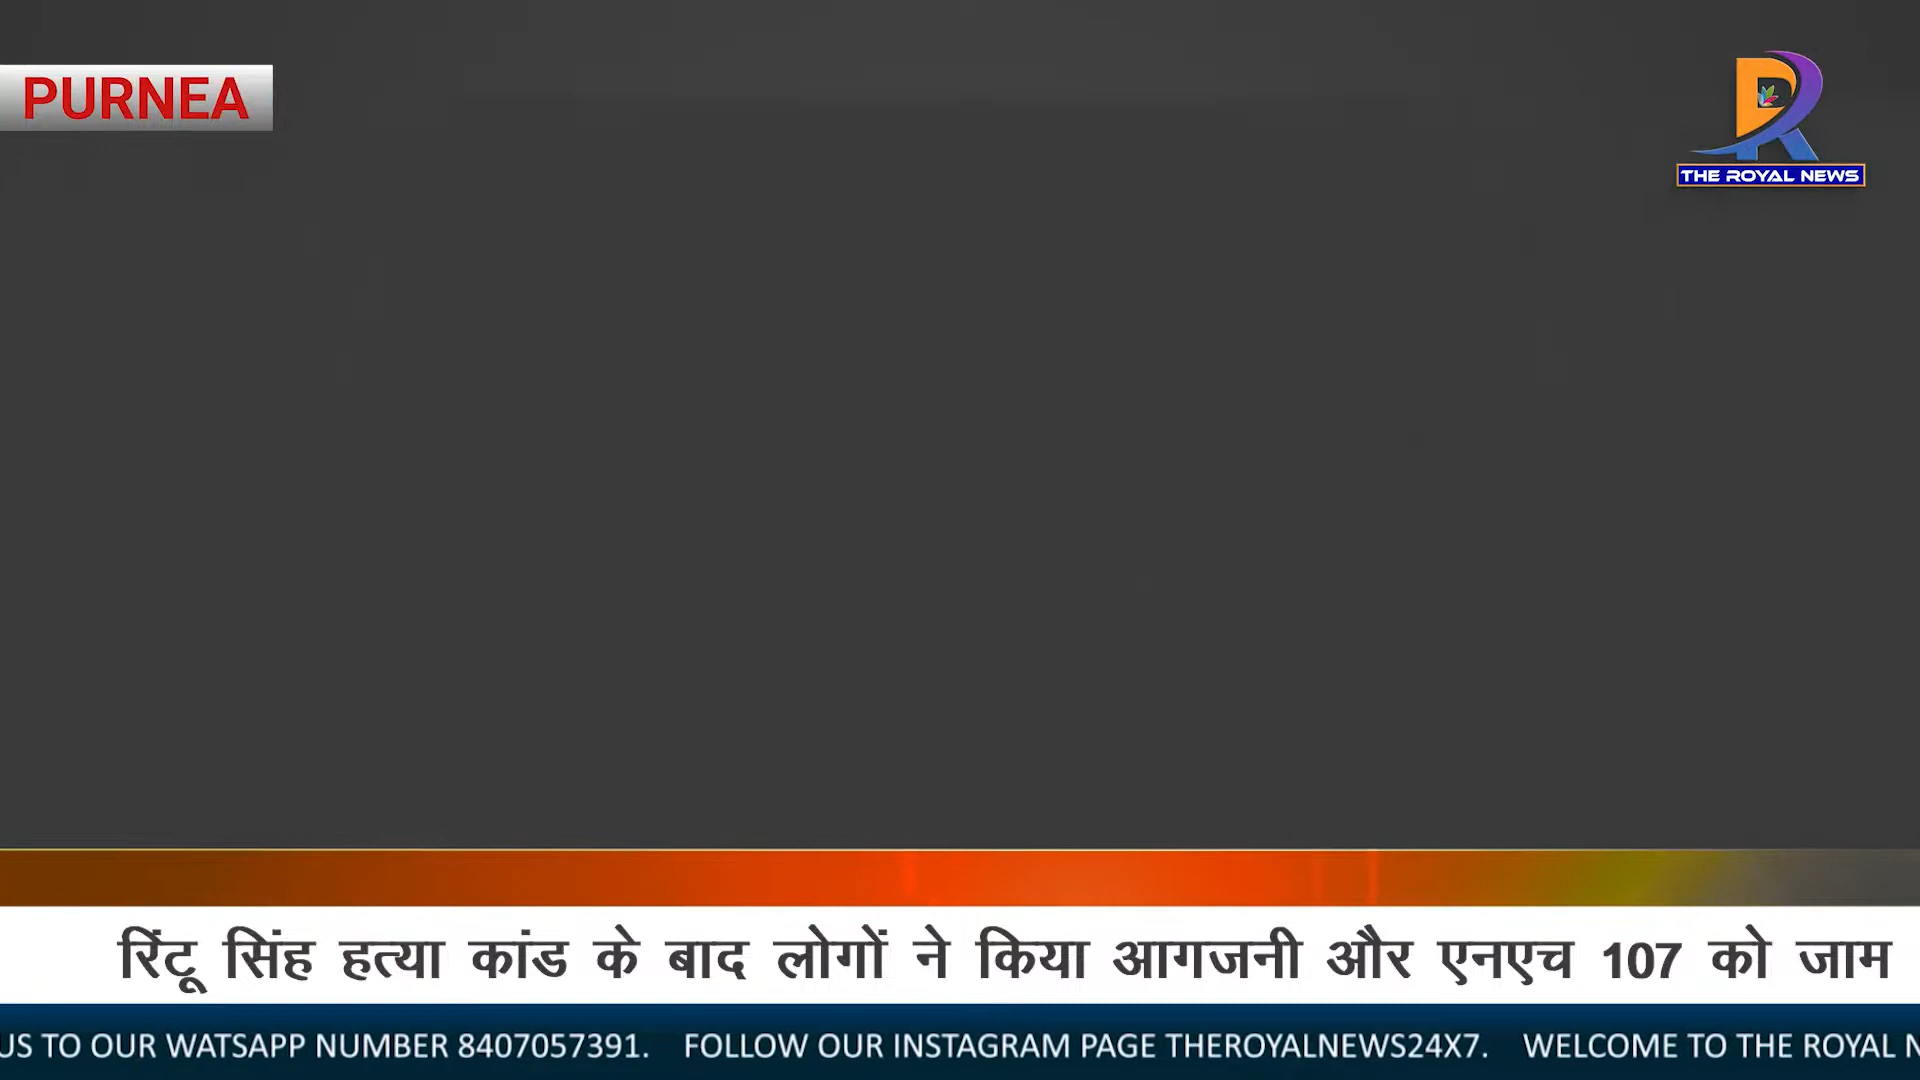 PURNEA
THE ROYAL NEWS
रिंटू सिंह हत्या कांड के बाद लोगों ने किया आगजनी और एनएच 107 को जाम
US TO OUR WATSAPP NUMBER 8407057391. FOLLOW OUR INSTAGRAM PAGE THEROYALNEWS24X7. WELCOME TO THE ROYAL N